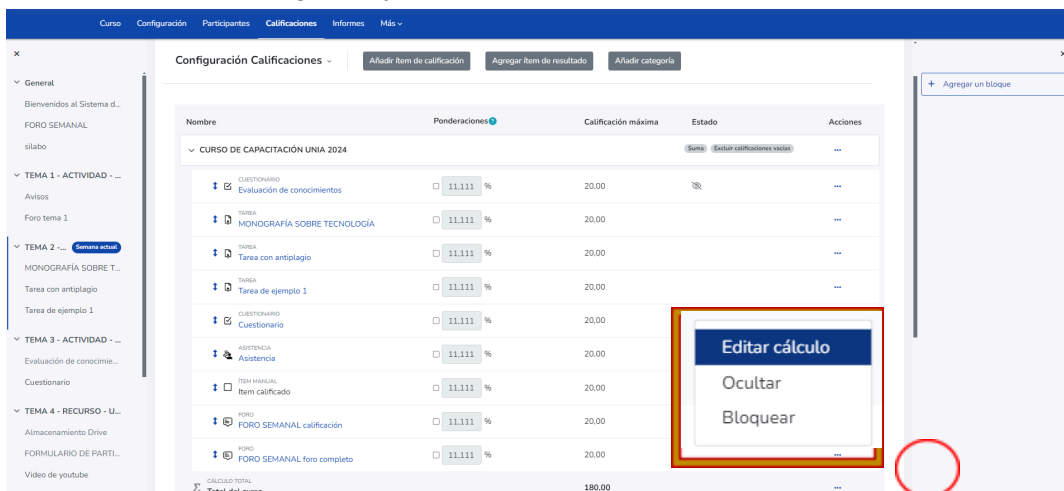 Curso Configuración Participantes Calificaciones Informes Más
×
General
Bienvenidos al Sistema d...
FORO SEMANAL
silabo
TEMA 1 - ACTIVIDAD - ...
Avisos
Foro tema 1
TEMA 2 -... Semana actual
MONOGRAFÍA SOBRE T...
Tarea con antiplagio
Tarea de ejemplo 1
TEMA 3 - ACTIVIDAD - ...
Evaluación de conocimie...
Cuestionario
TEMA 4 - RECURSO - U...
Almacenamiento Drive
FORMULARIO DE PARTI...
Video de youtube
Configuración Calificaciones
Añadir ítem de calificación Agregar ítem de resultado Añadir categoría
Nombre Ponderaciones ? Calificación máxima Estado Acciones
CURSO DE CAPACITACIÓN UNIA 2024 Suma Excluir calificaciones vacías ...
CUESTIONARIO
Evaluación de conocimientos 11,111 % 20,00 ...
TAREA
MONOGRAFÍA SOBRE TECNOLOGÍA 11,111 % 20,00 ...
TAREA
Tarea con antiplagio 11,111 % 20,00 ...
TAREA
Tarea de ejemplo 1 11,111 % 20,00 ...
CUESTIONARIO
Cuestionario 11,111 % 20,00
ASISTENCIA
Asistencia 11,111 % 20,00
ÍTEM MANUAL
Item calificado 11,111 % 20,00
FORO
FORO SEMANAL calificación 11,111 % 20,00
FORO
FORO SEMANAL foro completo 11,111 % 20,00 ...
Σ CÁLCULO TOTAL
Total del curso 180,00 ...
Editar cálculo
Ocultar
Bloquear
×
+ Agregar un bloque